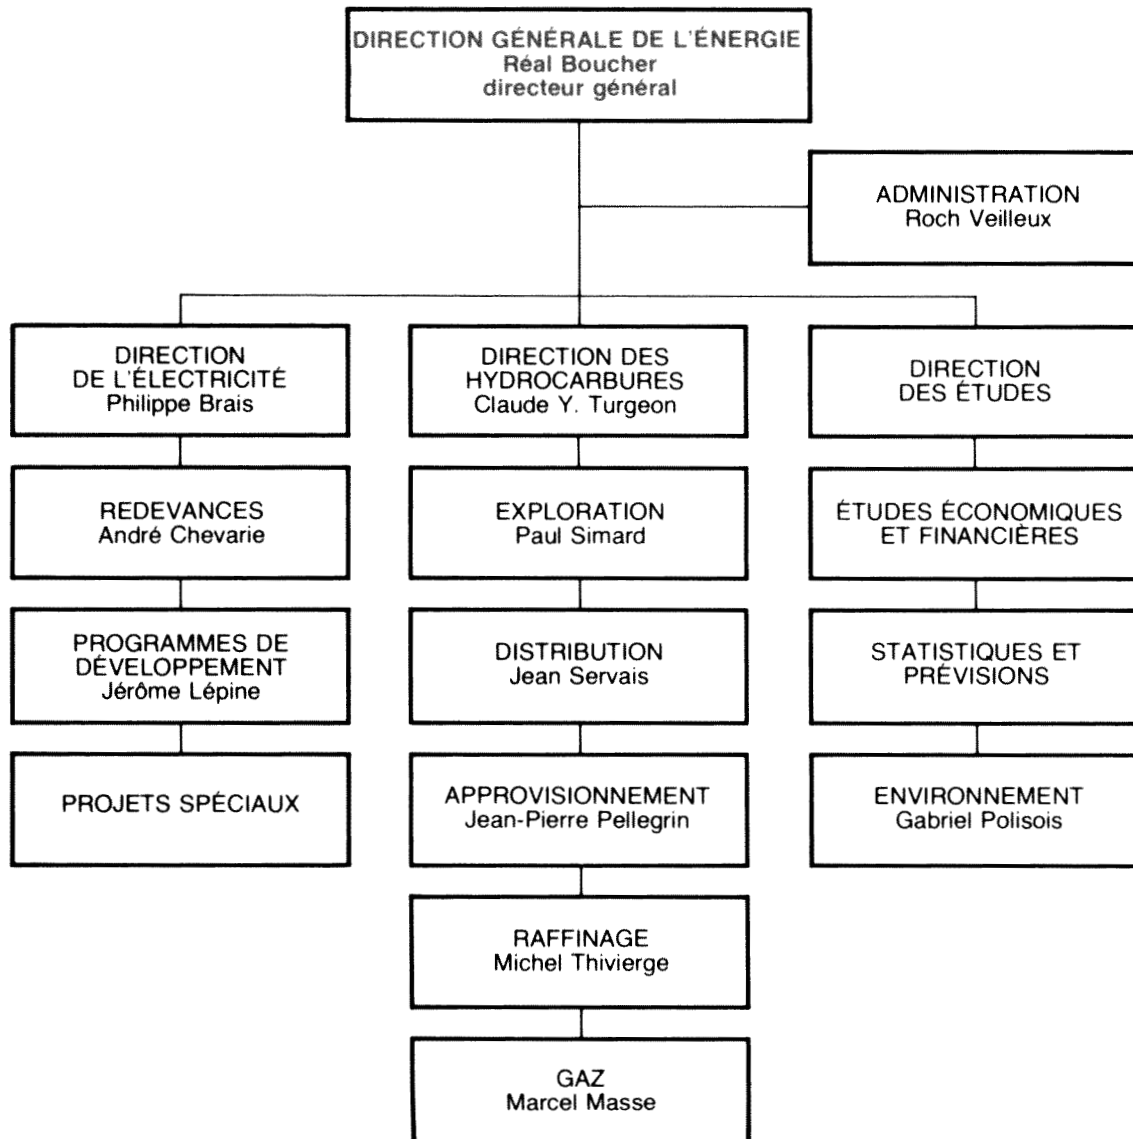 DIRECTION GÉNÉRALE DE L'ÉNERGIE
Réal Boucher
directeur général
ADMINISTRATION
Roch Veilleux
DIRECTION
DE L'ÉLECTRICITÉ
Philippe Brais
DIRECTION DES
HYDROCARBURES
Claude Y. Turgeon
DIRECTION
DES ÉTUDES
REDEVANCES
André Chevarie
EXPLORATION
Paul Simard
ÉTUDES ÉCONOMIQUES
ET FINANCIÈRES
PROGRAMMES DE
DÉVELOPPEMENT
Jérôme Lépine
DISTRIBUTION
Jean Servais
STATISTIQUES ET
PRÉVISIONS
PROJETS SPÉCIAUX
APPROVISIONNEMENT
Jean-Pierre Pellegrin
ENVIRONNEMENT
Gabriel Polisois
RAFFINAGE
Michel Thivierge
GAZ
Marcel Masse